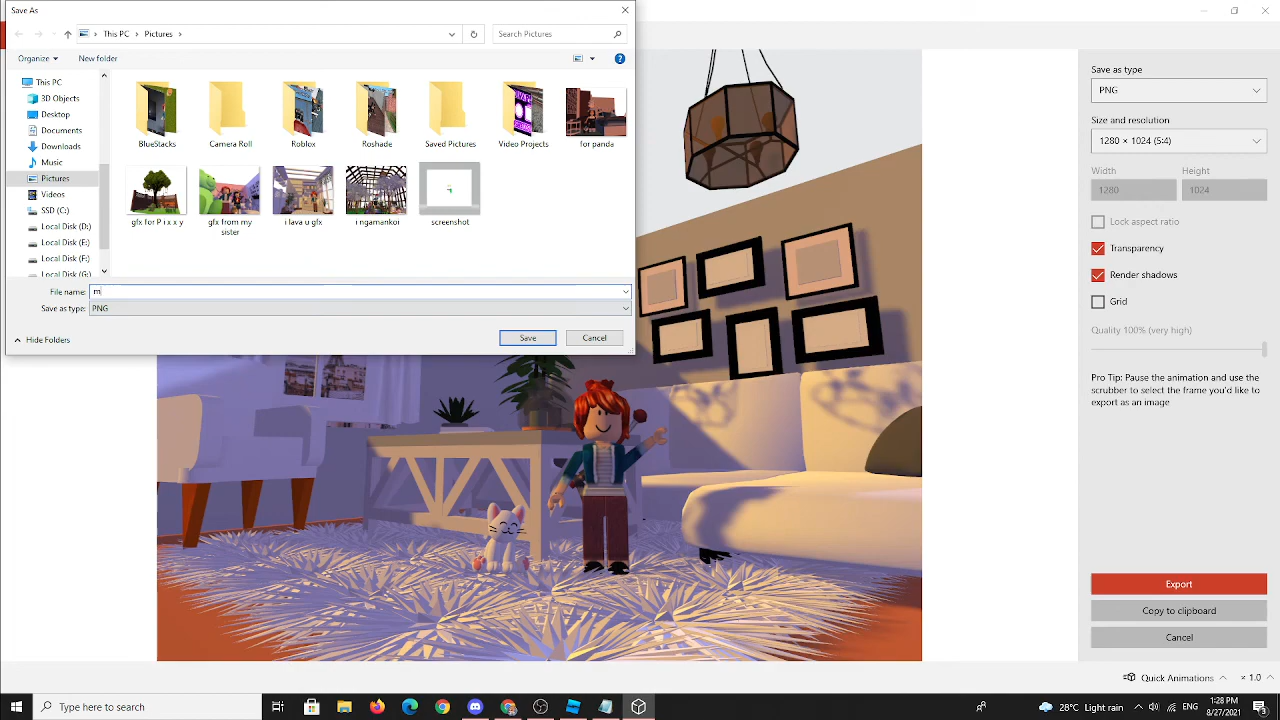 Save As
This PC
Pictures
Search Pictures
Organize
New folder
This PC
3D Objects
Desktop
Documents
Downloads
Music
Pictures
Videos
SSD (C:)
Local Disk (D:)
Local Disk (E:)
Local Disk (F:)
Local Disk (G:)
BlueStacks
Camera Roll
Roblox
Roshade
Saved Pictures
Video Projects
for panda
gfx for P i x x y
gfx from my
sister
i lava u gfx
i ngamankoi
screenshot
File name:
m
Save as type:
PNG
Hide Folders
Save
Cancel
Save as type
PNG
Size and resolution
1280 × 1024 (5:4)
Width
Height
1280
1024
Lock aspect ratio
Transparency
Render shadows
Grid
Quality 100% (very high)
Pro Tip: Pause the animation and use the
scrubber to select the frame you'd like to
export as an image
Export
Copy to clipboard
Cancel
Quick Animations
× 1.0
Type here to search
28°C Light rain
ENG
1:28 PM
8/27/2021